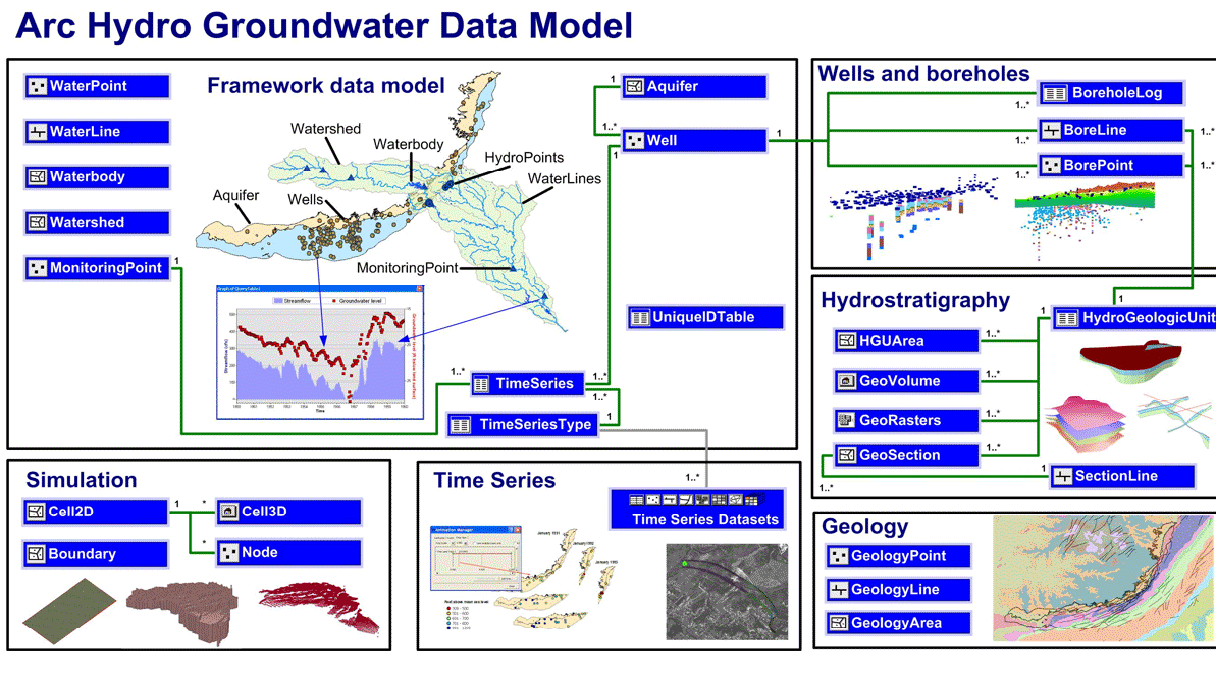 Arc Hydro Groundwater Data Model
Framework data model
WaterPoint
WaterLine
Waterbody
Watershed
MonitoringPoint
1
Watershed
Waterbody
HydroPoints
WaterLines
Aquifer
Wells
MonitoringPoint
Streamflow
Groundwater level
Time
1
Aquifer
1..*
Well
1
1
UniqueIDTable
1..*
TimeSeries
1..*
1..*
TimeSeriesType
1
Wells and boreholes
BoreholeLog
1..*
BoreLine
1..*
1..*
BorePoint
1..*
1..*
Hydrostratigraphy
1
1
HydroGeologicUnit
HGUArea
1..*
GeoVolume
1..*
GeoRasters
1..*
GeoSection
1..*
1..*
1
SectionLine
Simulation
Cell2D
1
*
Cell3D
Boundary
*
Node
Time Series
1..*
Time Series Datasets
Animation Manager
Geology
GeologyPoint
GeologyLine
GeologyArea